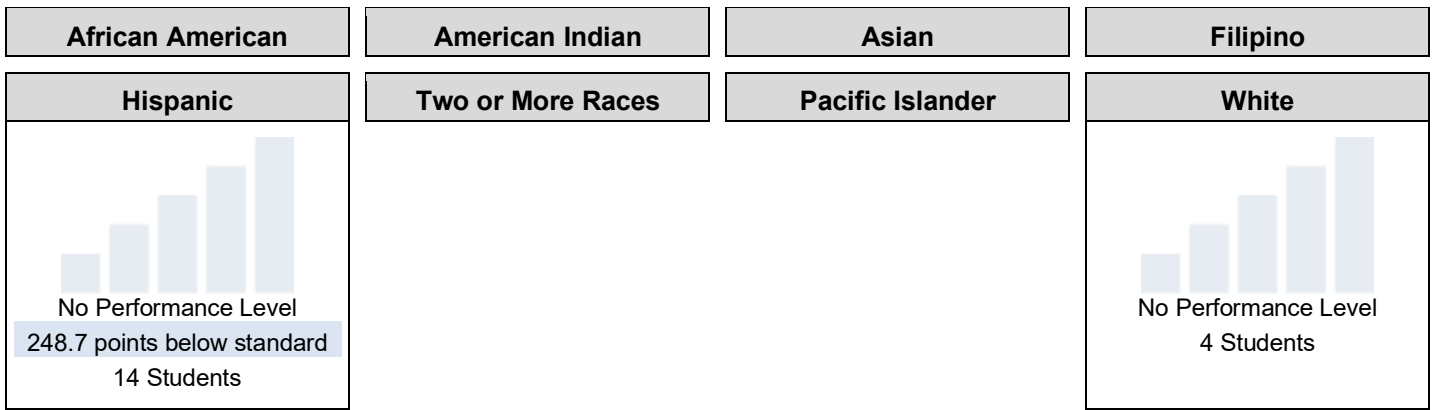 African American
American Indian
Asian
Filipino
Hispanic
Two or More Races
Pacific Islander
White
No Performance Level
248.7 points below standard
14 Students
No Performance Level
4 Students